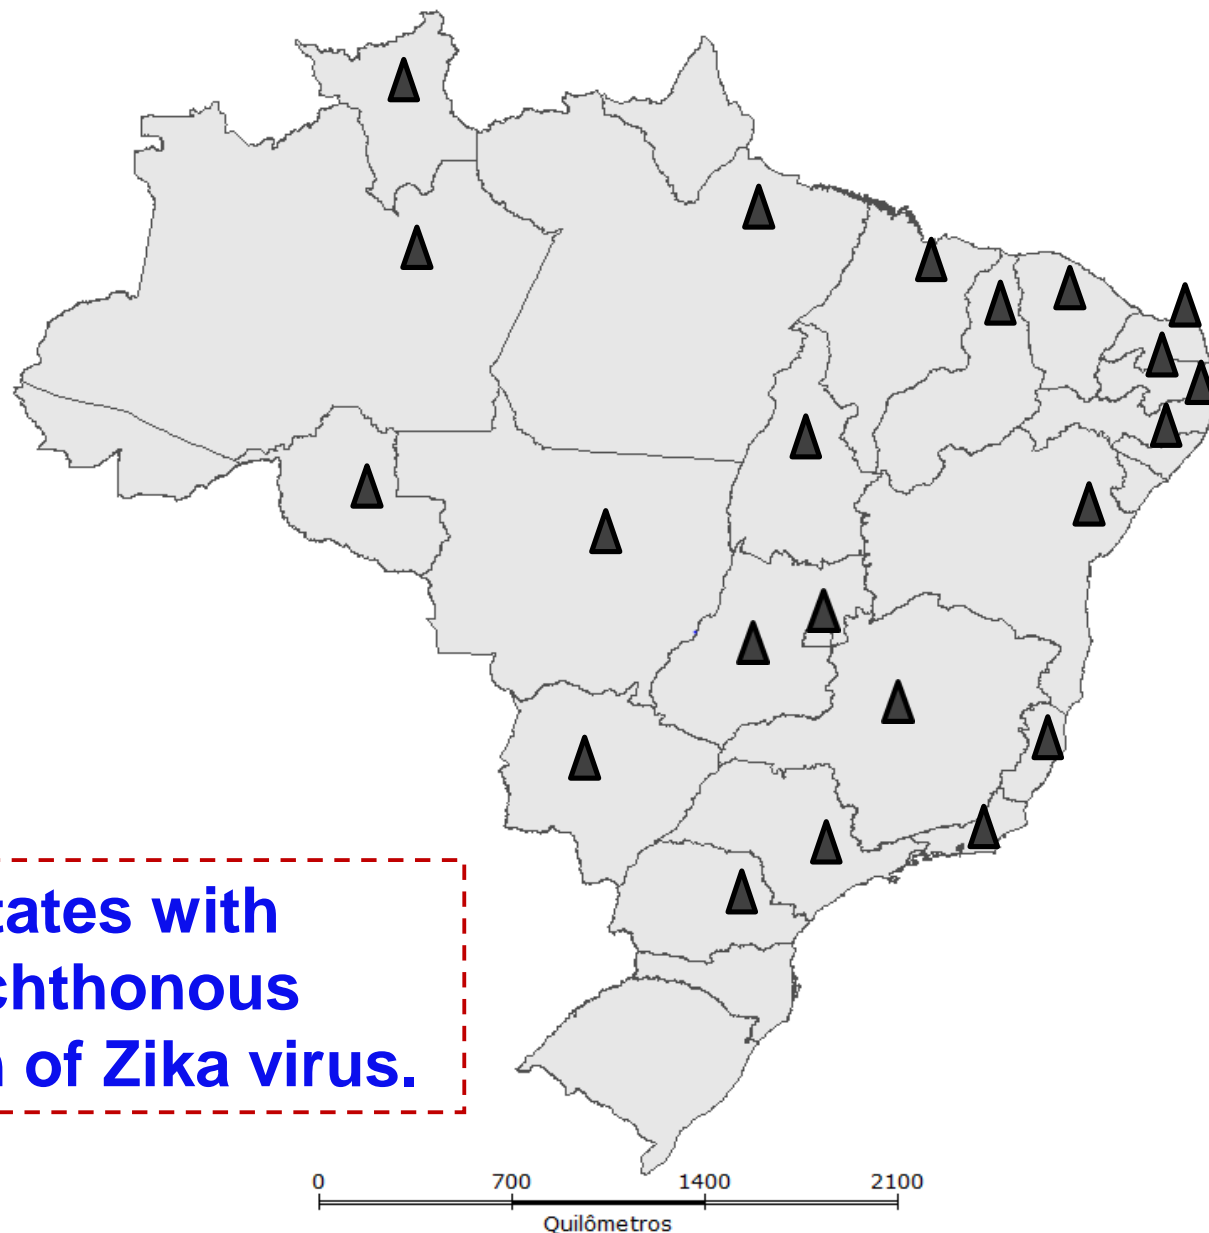 tates with
chthonous
n of Zika virus.
0 700 1400 2100
Quilômetros